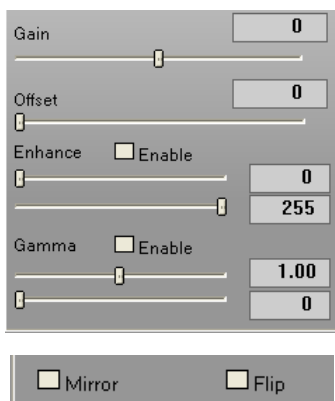 Gain 0
Offset 0
Enhance Enable
0
255
Gamma Enable
1.00
0
Mirror Flip